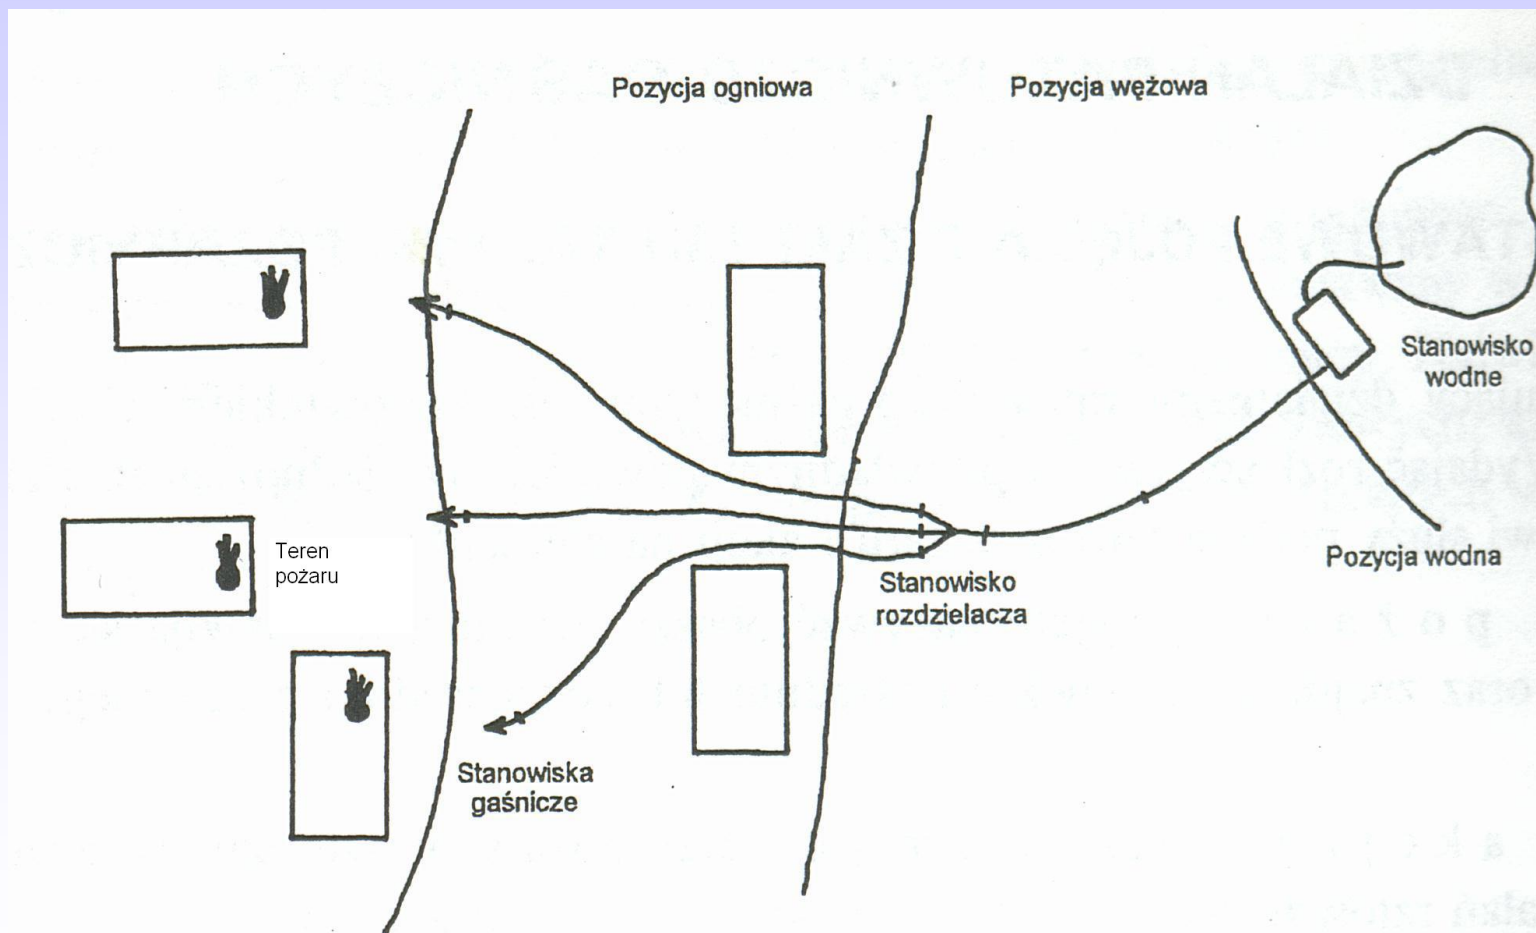 Pozycja ogniowa
Pozycja wężowa
Stanowisko
wodne
Pozycja wodna
Teren
pożaru
Stanowisko
rozdzielacza
Stanowiska
gaśnicze